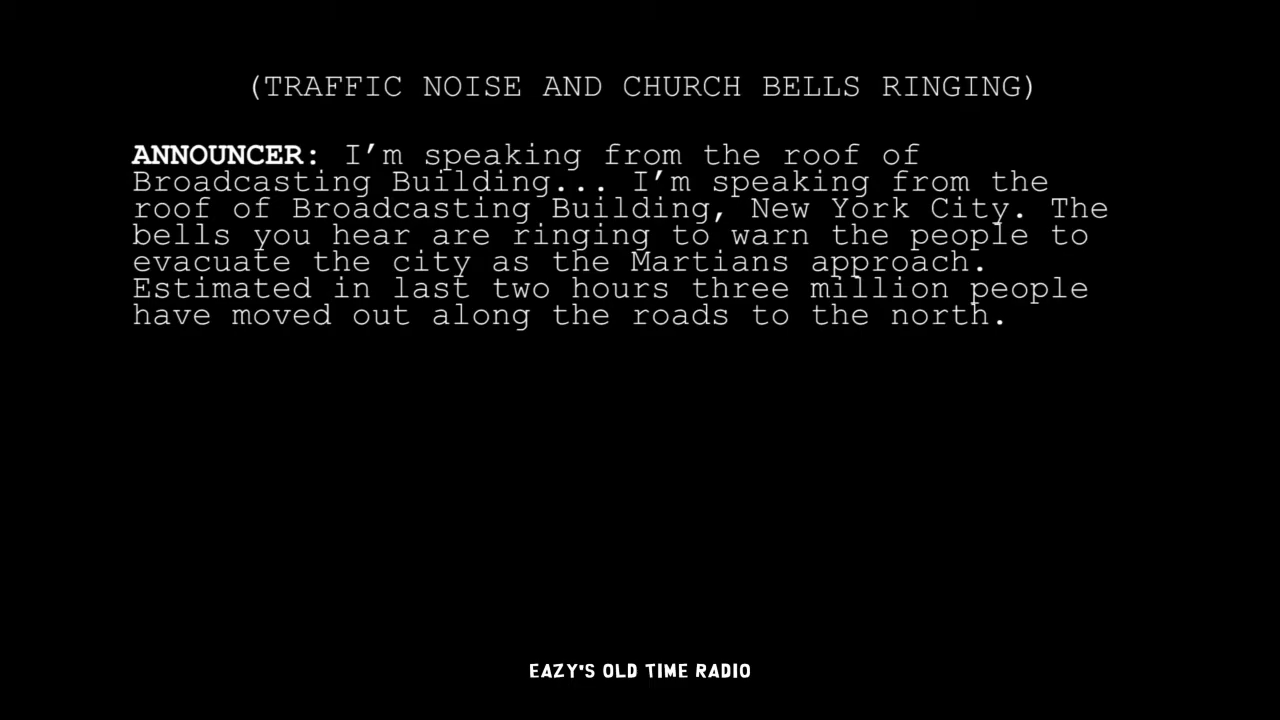 (TRAFFIC NOISE AND CHURCH BELLS RINGING)
ANNOUNCER: I’m speaking from the roof of
Broadcasting Building... I’m speaking from the
roof of Broadcasting Building, New York City. The
bells you hear are ringing to warn the people to
evacuate the city as the Martians approach.
Estimated in last two hours three million people
have moved out along the roads to the north.
EAZY'S OLD TIME RADIO